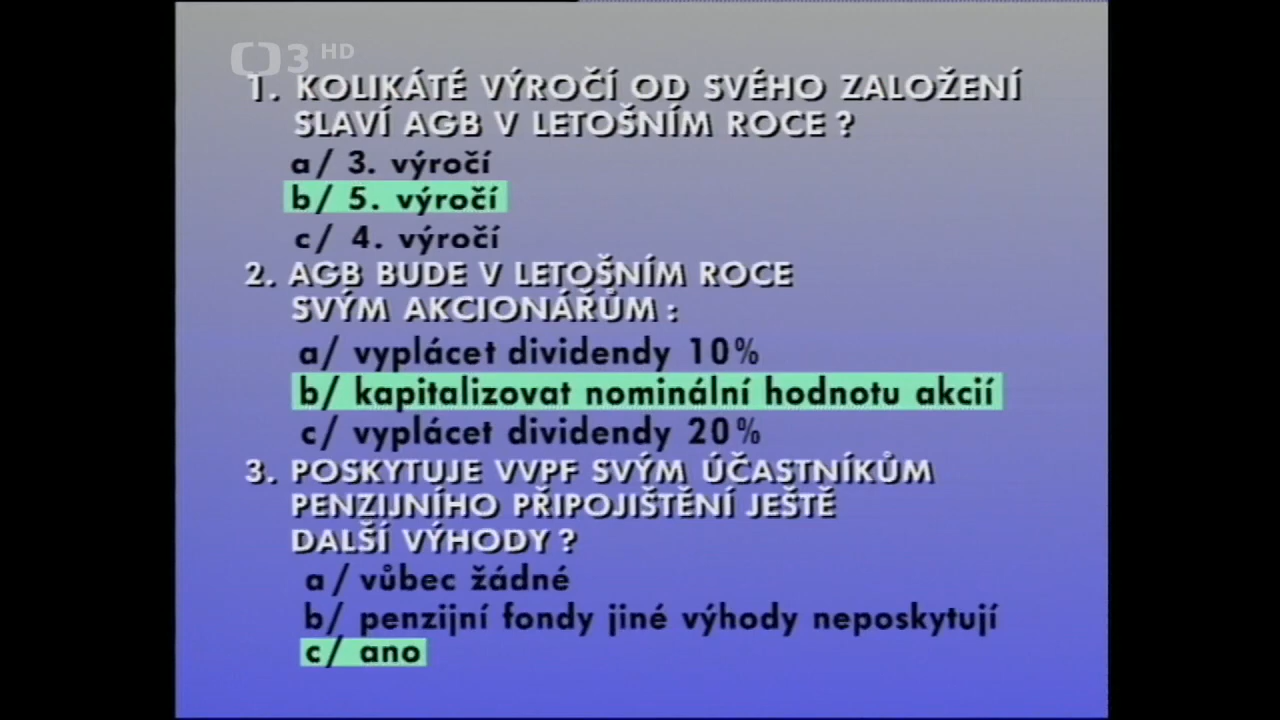 3 HD
1. KOLIKÁTÉ VÝROČÍ OD SVÉHO ZALOŽENÍ
SLAVÍ AGB V LETOŠNÍM ROCE ?
a/ 3. výročí
b/ 5. výročí
c/ 4. výročí
2. AGB BUDE V LETOŠNÍM ROCE
SVÝM AKCIONÁŘŮM :
a/ vyplácet dividendy 10%
b/ kapitalizovat nominální hodnotu akcií
c/ vyplácet dividendy 20%
3. POSKYTUJE VVPF SVÝM ÚČASTNÍKŮM
PENZIJNÍHO PŘIPOJIŠTĚNÍ JEŠTĚ
DALŠÍ VÝHODY ?
a / vůbec žádné
b/ penzijní fondy jiné výhody neposkytují
c/ ano